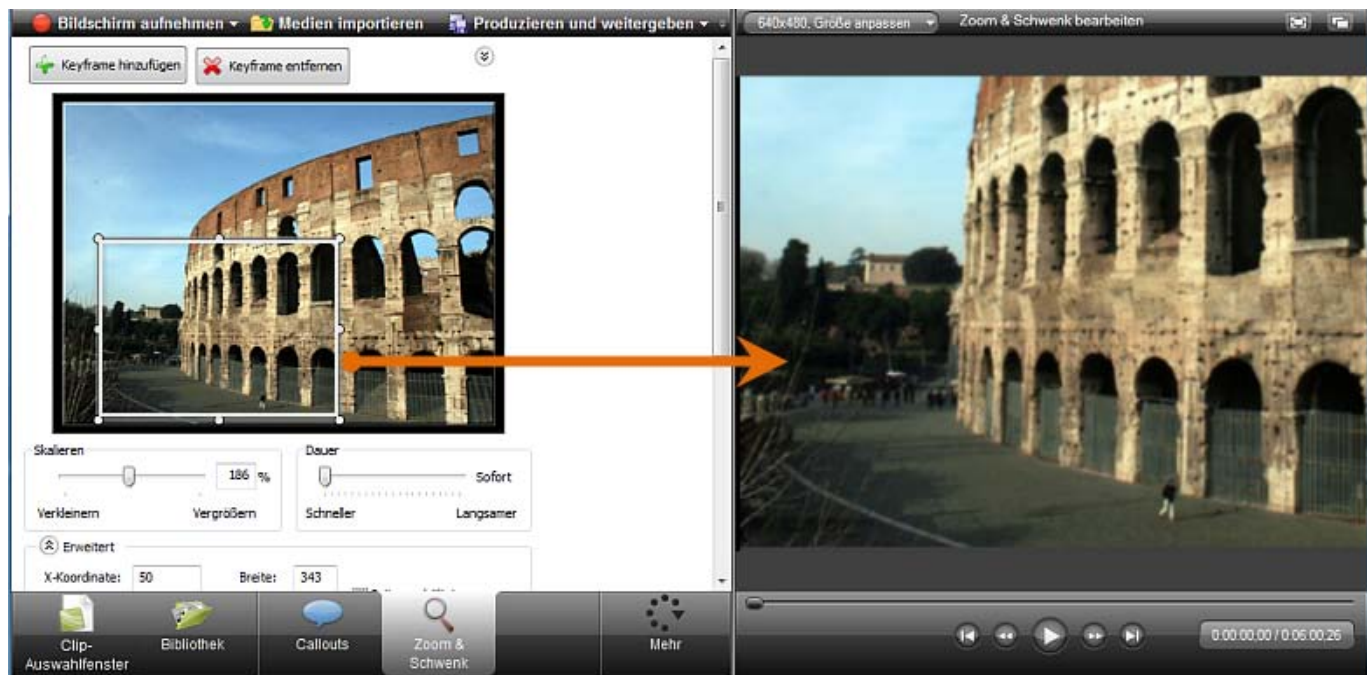 Bildschirm aufnehmen Medien importieren Produzieren und weitergeben
640x480, Größe anpassen Zoom & Schwenk bearbeiten
Keyframe hinzufügen Keyframe entfernen
Skalieren
186 %
Verkleinern Vergrößern
Dauer
Sofort
Schneller Langsamer
Erweitert
X-Koordinate: 50 Breite: 343
Clip-
Auswahlfenster
Bibliothek
Callouts
Zoom &
Schwenk
Mehr
0:00:00;00 / 0:06:00;26